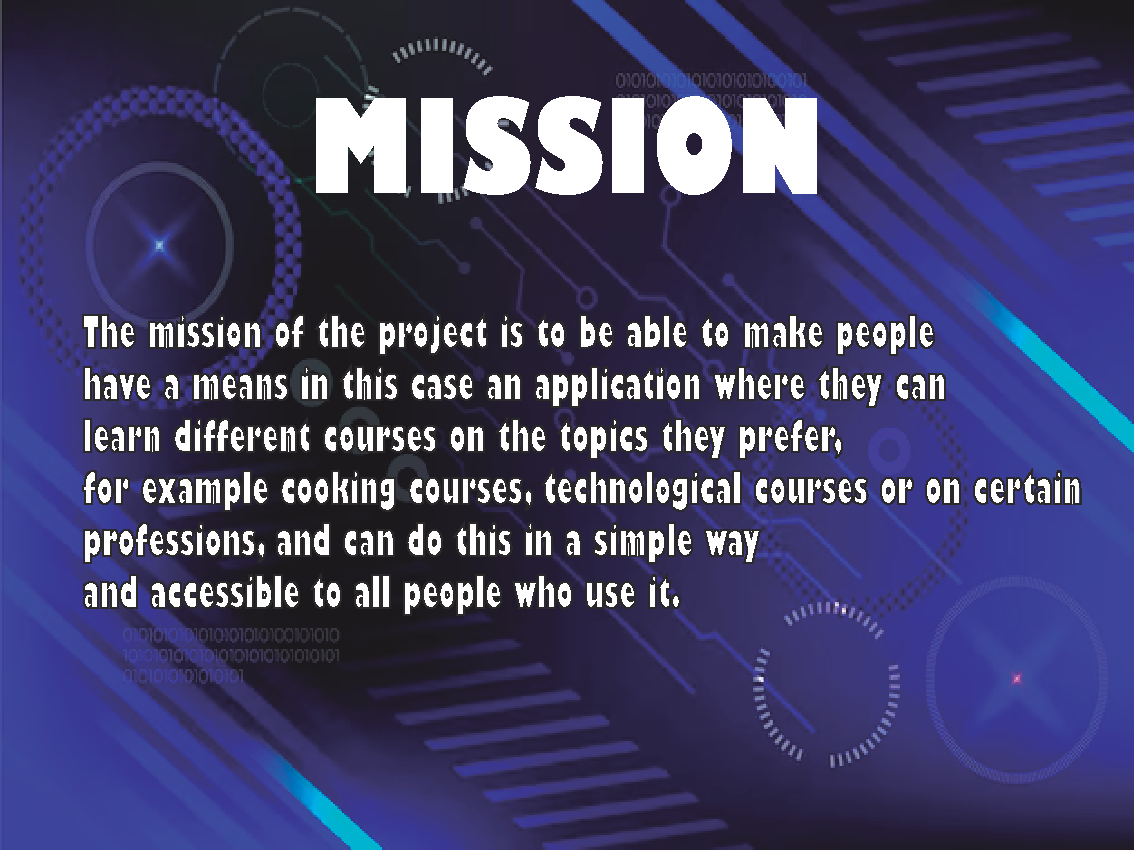 MISSION
The mission of the project is to be able to make people
have a means in this case an application where they can
learn different courses on the topics they prefer,
for example cooking courses, technological courses or on certain
professions, and can do this in a simple way
and accessible to all people who use it.
010101010101010101010100101010